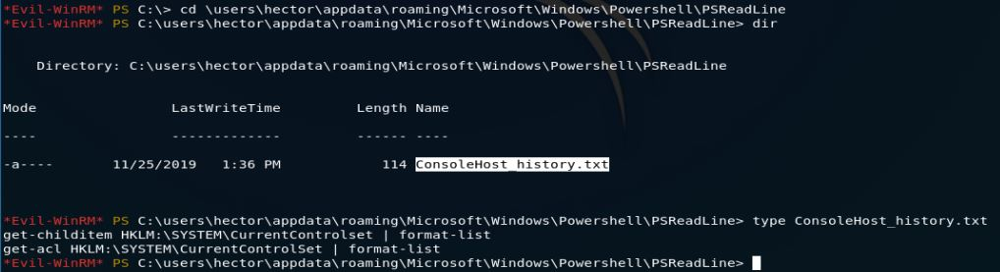 *Evil-WinRM* PS C:\> cd \users\hector\appdata\roaming\Microsoft\Windows\Powershell\PSReadLine
*Evil-WinRM* PS C:\users\hector\appdata\roaming\Microsoft\Windows\Powershell\PSReadLine> dir
Directory: C:\users\hector\appdata\roaming\Microsoft\Windows\Powershell\PSReadLine
Mode                LastWriteTime         Length Name
----                -------------         ------ ----
-a----       11/25/2019   1:36 PM            114 ConsoleHost_history.txt
*Evil-WinRM* PS C:\users\hector\appdata\roaming\Microsoft\Windows\Powershell\PSReadLine> type ConsoleHost_history.txt
get-childitem HKLM:\SYSTEM\CurrentControlset | format-list
get-acl HKLM:\SYSTEM\CurrentControlSet | format-list
*Evil-WinRM* PS C:\users\hector\appdata\roaming\Microsoft\Windows\Powershell\PSReadLine>